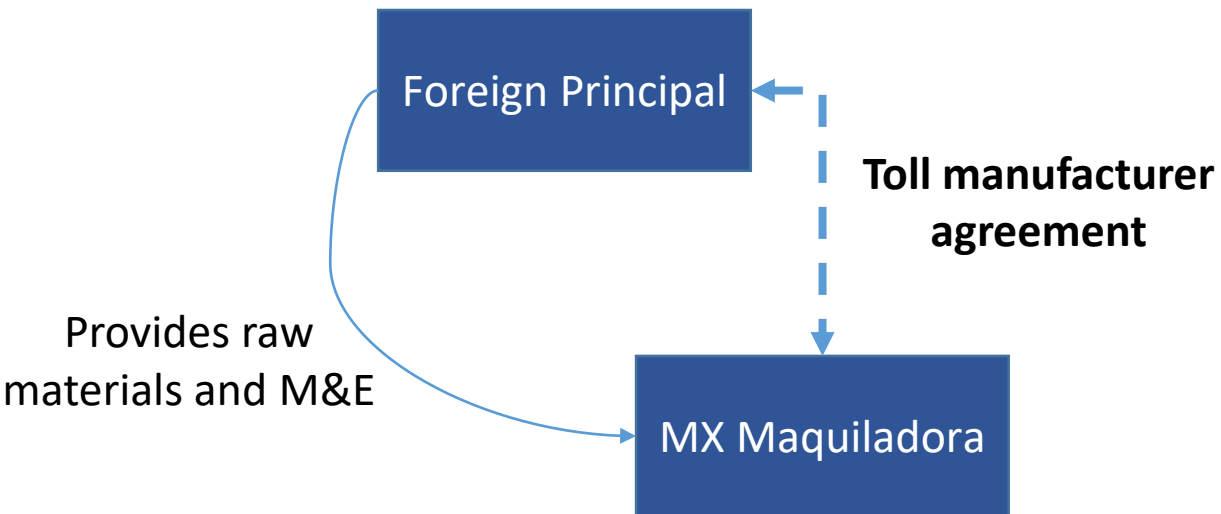 Foreign Principal
Toll manufacturer
agreement
Provides raw
materials and M&E
MX Maquiladora